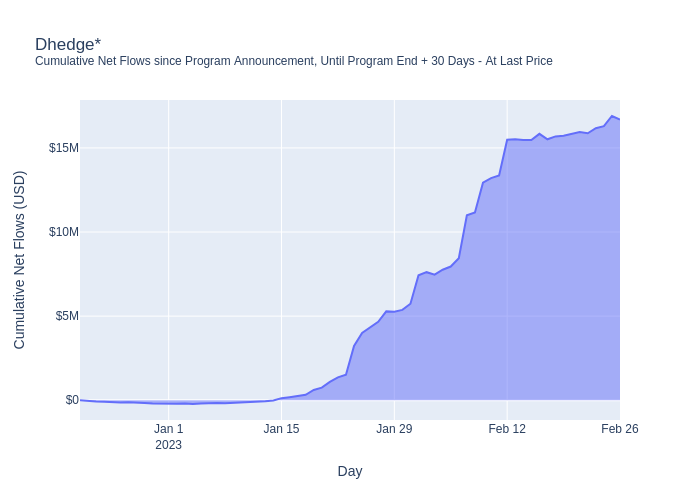 Dhedge*
Cumulative Net Flows since Program Announcement, Until Program End + 30 Days - At Last Price
Cumulative Net Flows (USD)
$15M
$10M
$5M
$0
Jan 1
2023
Jan 15
Jan 29
Feb 12
Feb 26
Day